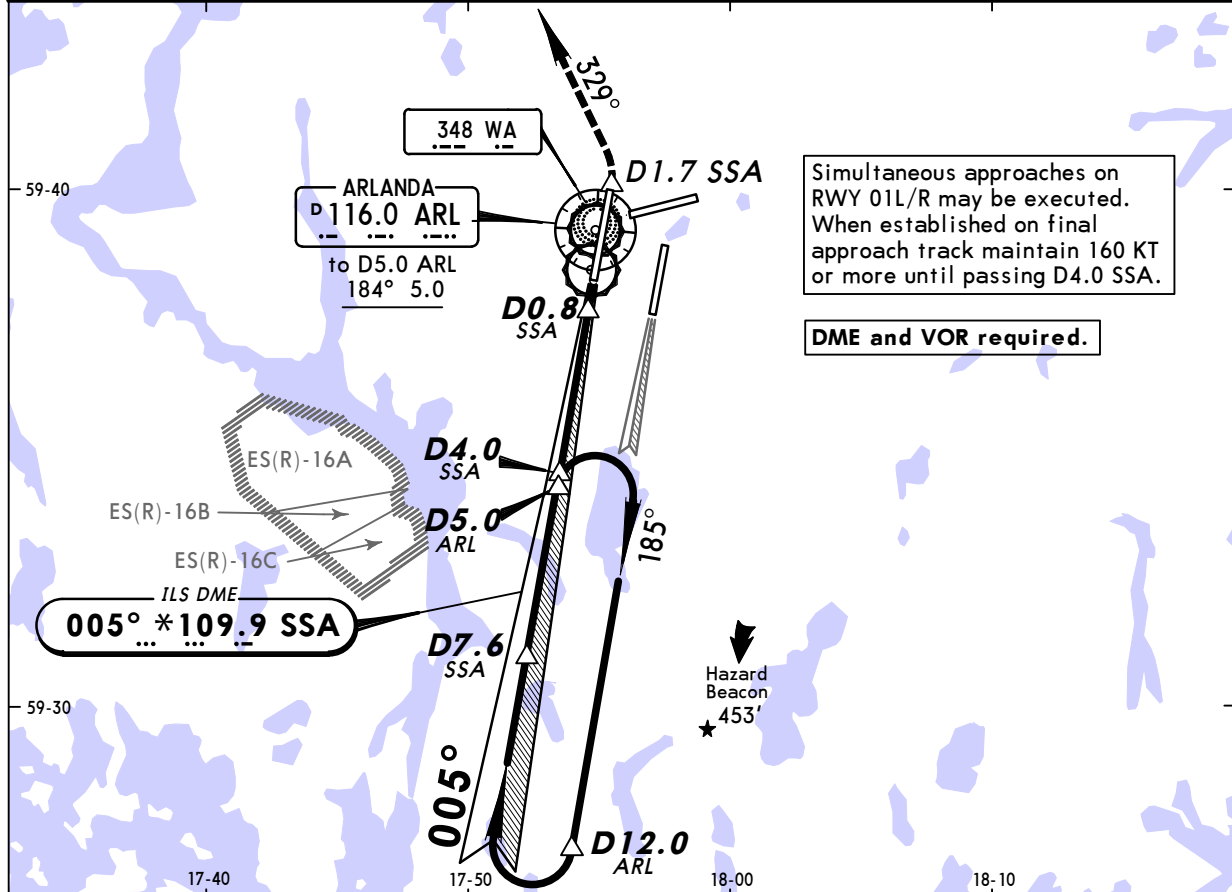 329°
348 WA
D1.7 SSA
59-40
ARLANDA
D 116.0 ARL
to D5.0 ARL
184° 5.0
Simultaneous approaches on
RWY 01L/R may be executed.
When established on final
approach track maintain 160 KT
or more until passing D4.0 SSA.
DME and VOR required.
D0.8
SSA
ES(R)-16A
D4.0
SSA
ES(R)-16B
D5.0
ARL
185°
ES(R)-16C
ILS DME
005° *109.9 SSA
D7.6
SSA
Hazard
Beacon
453'
59-30
005°
D12.0
ARL
17-40
17-50
18-00
18-10